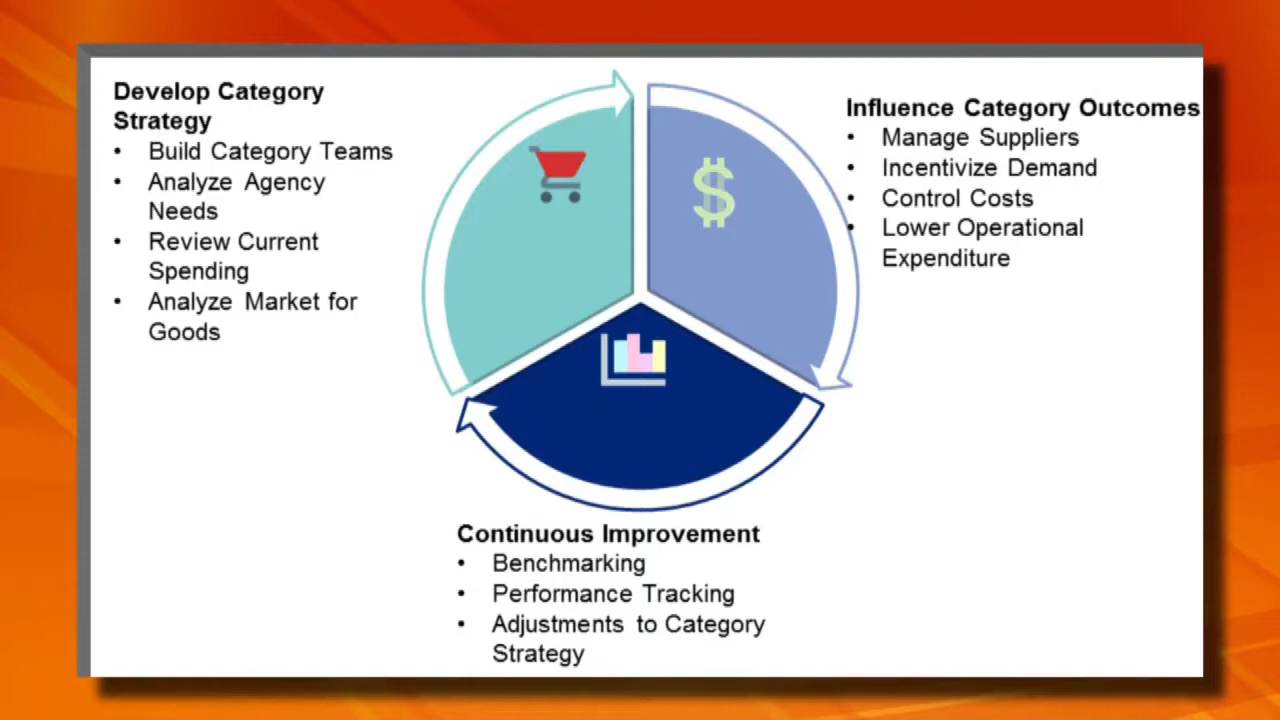 Develop Category
Strategy
• Build Category Teams
• Analyze Agency
Needs
• Review Current
Spending
• Analyze Market for
Goods
Influence Category Outcomes
• Manage Suppliers
• Incentivize Demand
• Control Costs
• Lower Operational
Expenditure
$
Continuous Improvement
• Benchmarking
• Performance Tracking
• Adjustments to Category
Strategy